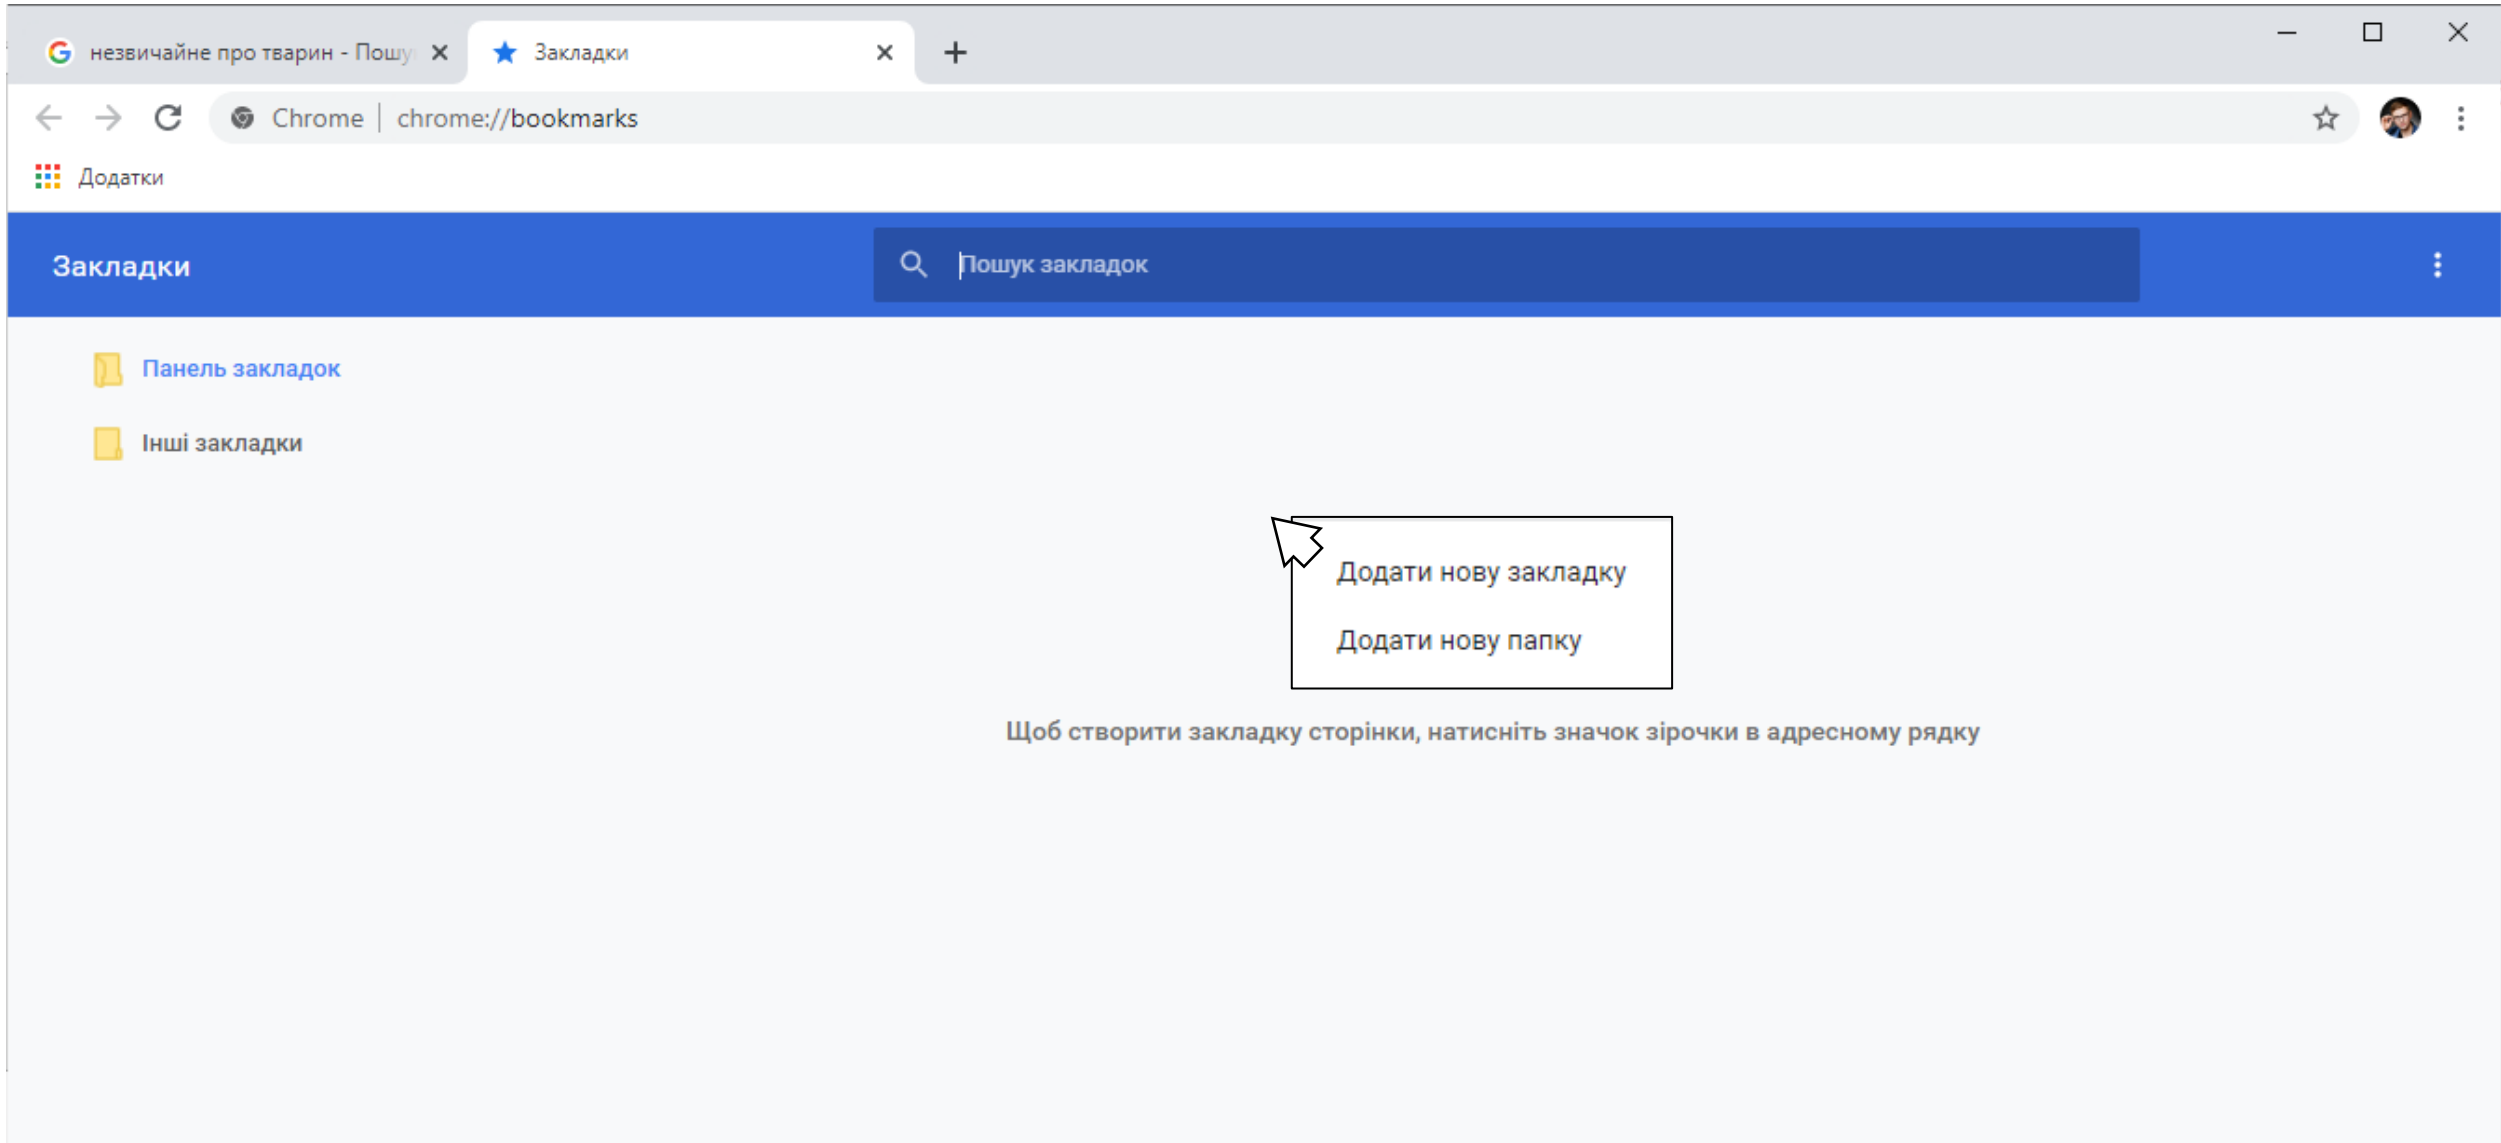 незвичайне про тварин - Пошу
Закладки
Chrome | chrome://bookmarks
Додатки
Закладки
Пошук закладок
Панель закладок
Інші закладки
Додати нову закладку
Додати нову папку
Щоб створити закладку сторінки, натисніть значок зірочки в адресному рядку